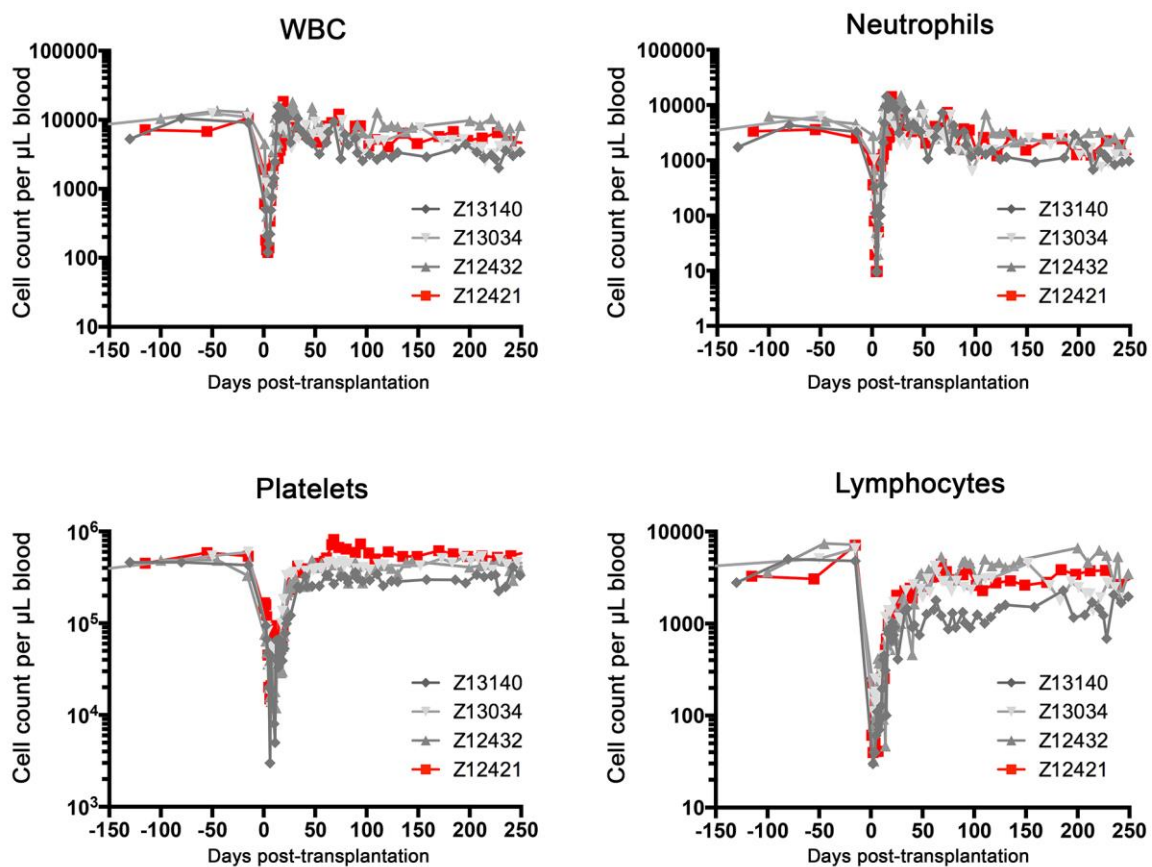 WBC
Cell count per µL blood
100000
10000
1000
100
10
-150 -100 -50 0 50 100 150 200 250
Days post-transplantation
Z13140
Z13034
Z12432
Z12421
Neutrophils
Cell count per µL blood
100000
10000
1000
100
10
1
-150 -100 -50 0 50 100 150 200 250
Days post-transplantation
Z13140
Z13034
Z12432
Z12421
Platelets
Cell count per µL blood
10⁶
10⁵
10⁴
10³
-150 -100 -50 0 50 100 150 200 250
Days post-transplantation
Z13140
Z13034
Z12432
Z12421
Lymphocytes
Cell count per µL blood
10000
1000
100
10
-150 -100 -50 0 50 100 150 200 250
Days post-transplantation
Z13140
Z13034
Z12432
Z12421